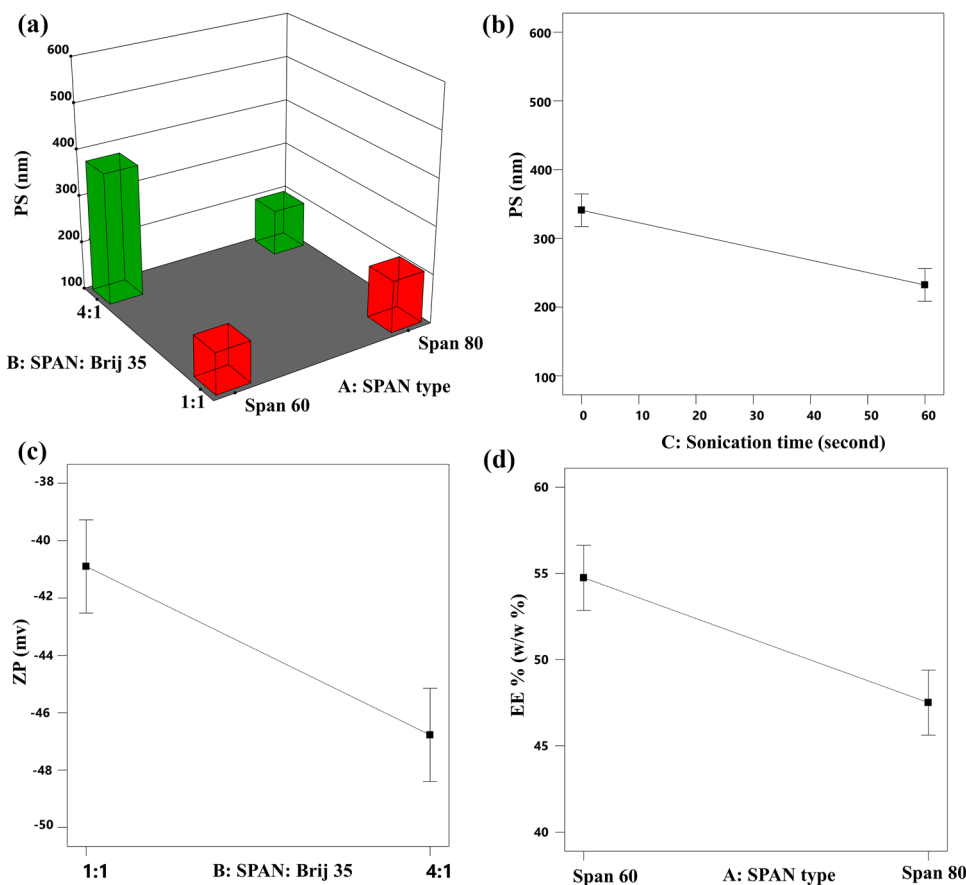 (a)
600
500
400
300
200
100
PS (nm)
4:1
1:1
B: SPAN: Brij 35
Span 60
Span 80
A: SPAN type
(b)
600
500
400
300
200
100
PS (nm)
0 10 20 30 40 50 60
C: Sonication time (second)
(c)
-38
-40
-42
-44
-46
-48
-50
ZP (mv)
1:1 B: SPAN: Brij 35 4:1
(d)
60
55
50
45
40
EE % (w/w %)
Span 60 A: SPAN type Span 80